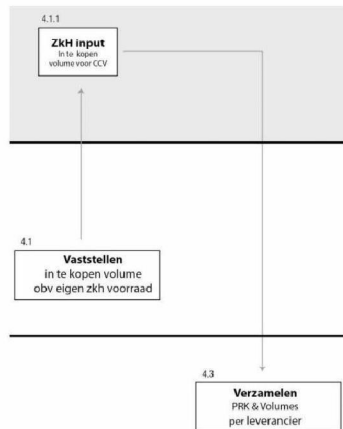 4.1.1
ZkH input
In te kopen
volume voor CCV
4.1
Vaststellen
in te kopen volume
obv eigen zkh voorraad
4.3
Verzamelen
PRK & Volumes
per leverancier